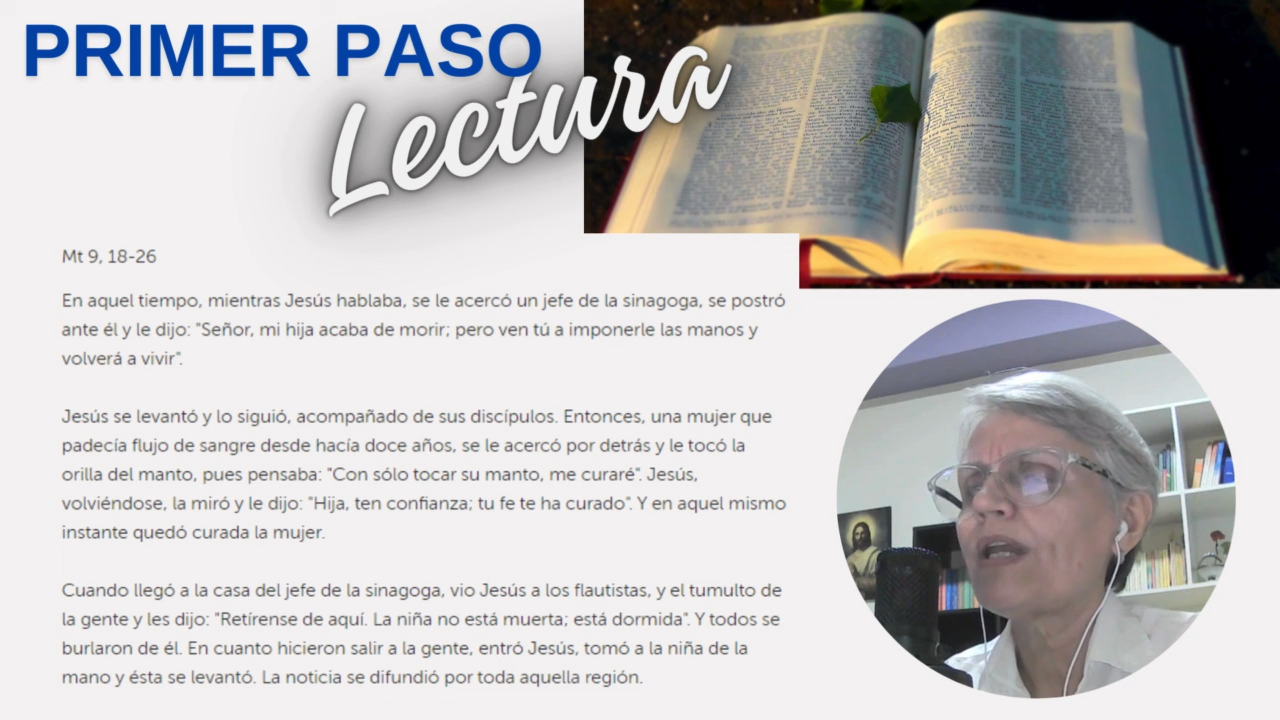 PRIMER PASO
Lectura
Mt 9, 18-26
En aquel tiempo, mientras Jesús hablaba, se le acercó un jefe de la sinagoga, se postró
ante él y le dijo: "Señor, mi hija acaba de morir; pero ven tú a imponerle las manos y
volverá a vivir".
Jesús se levantó y lo siguió, acompañado de sus discípulos. Entonces, una mujer que
padecía flujo de sangre desde hacía doce años, se le acercó por detrás y le tocó la
orilla del manto, pues pensaba: "Con sólo tocar su manto, me curaré". Jesús,
volviéndose, la miró y le dijo: "Hija, ten confianza; tu fe te ha curado". Y en aquel mismo
instante quedó curada la mujer.
Cuando llegó a la casa del jefe de la sinagoga, vio Jesús a los flautistas, y el tumulto de
la gente y les dijo: "Retírense de aquí. La niña no está muerta; está dormida". Y todos se
burlaron de él. En cuanto hicieron salir a la gente, entró Jesús, tomó a la niña de la
mano y ésta se levantó. La noticia se difundió por toda aquella región.